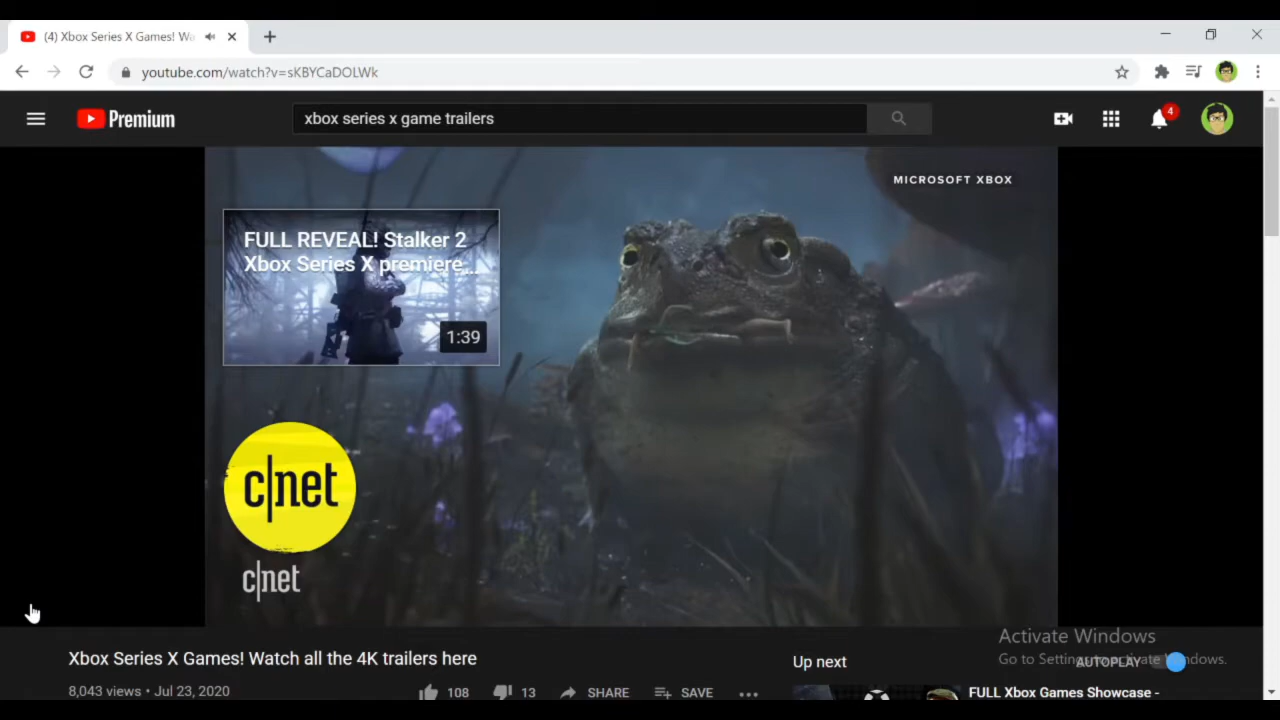 (4) Xbox Series X Games! Wa
youtube.com/watch?v=sKBYCaDOLWk
Premium
xbox series x game trailers
4
MICROSOFT XBOX
FULL REVEAL! Stalker 2
Xbox Series X premiere...
1:39
c|net
c|net
Xbox Series X Games! Watch all the 4K trailers here
8,043 views • Jul 23, 2020
108
13
SHARE
SAVE
Up next
AUTOPLAY
Activate Windows
Go to Settings to activate Windows.
FULL Xbox Games Showcase -